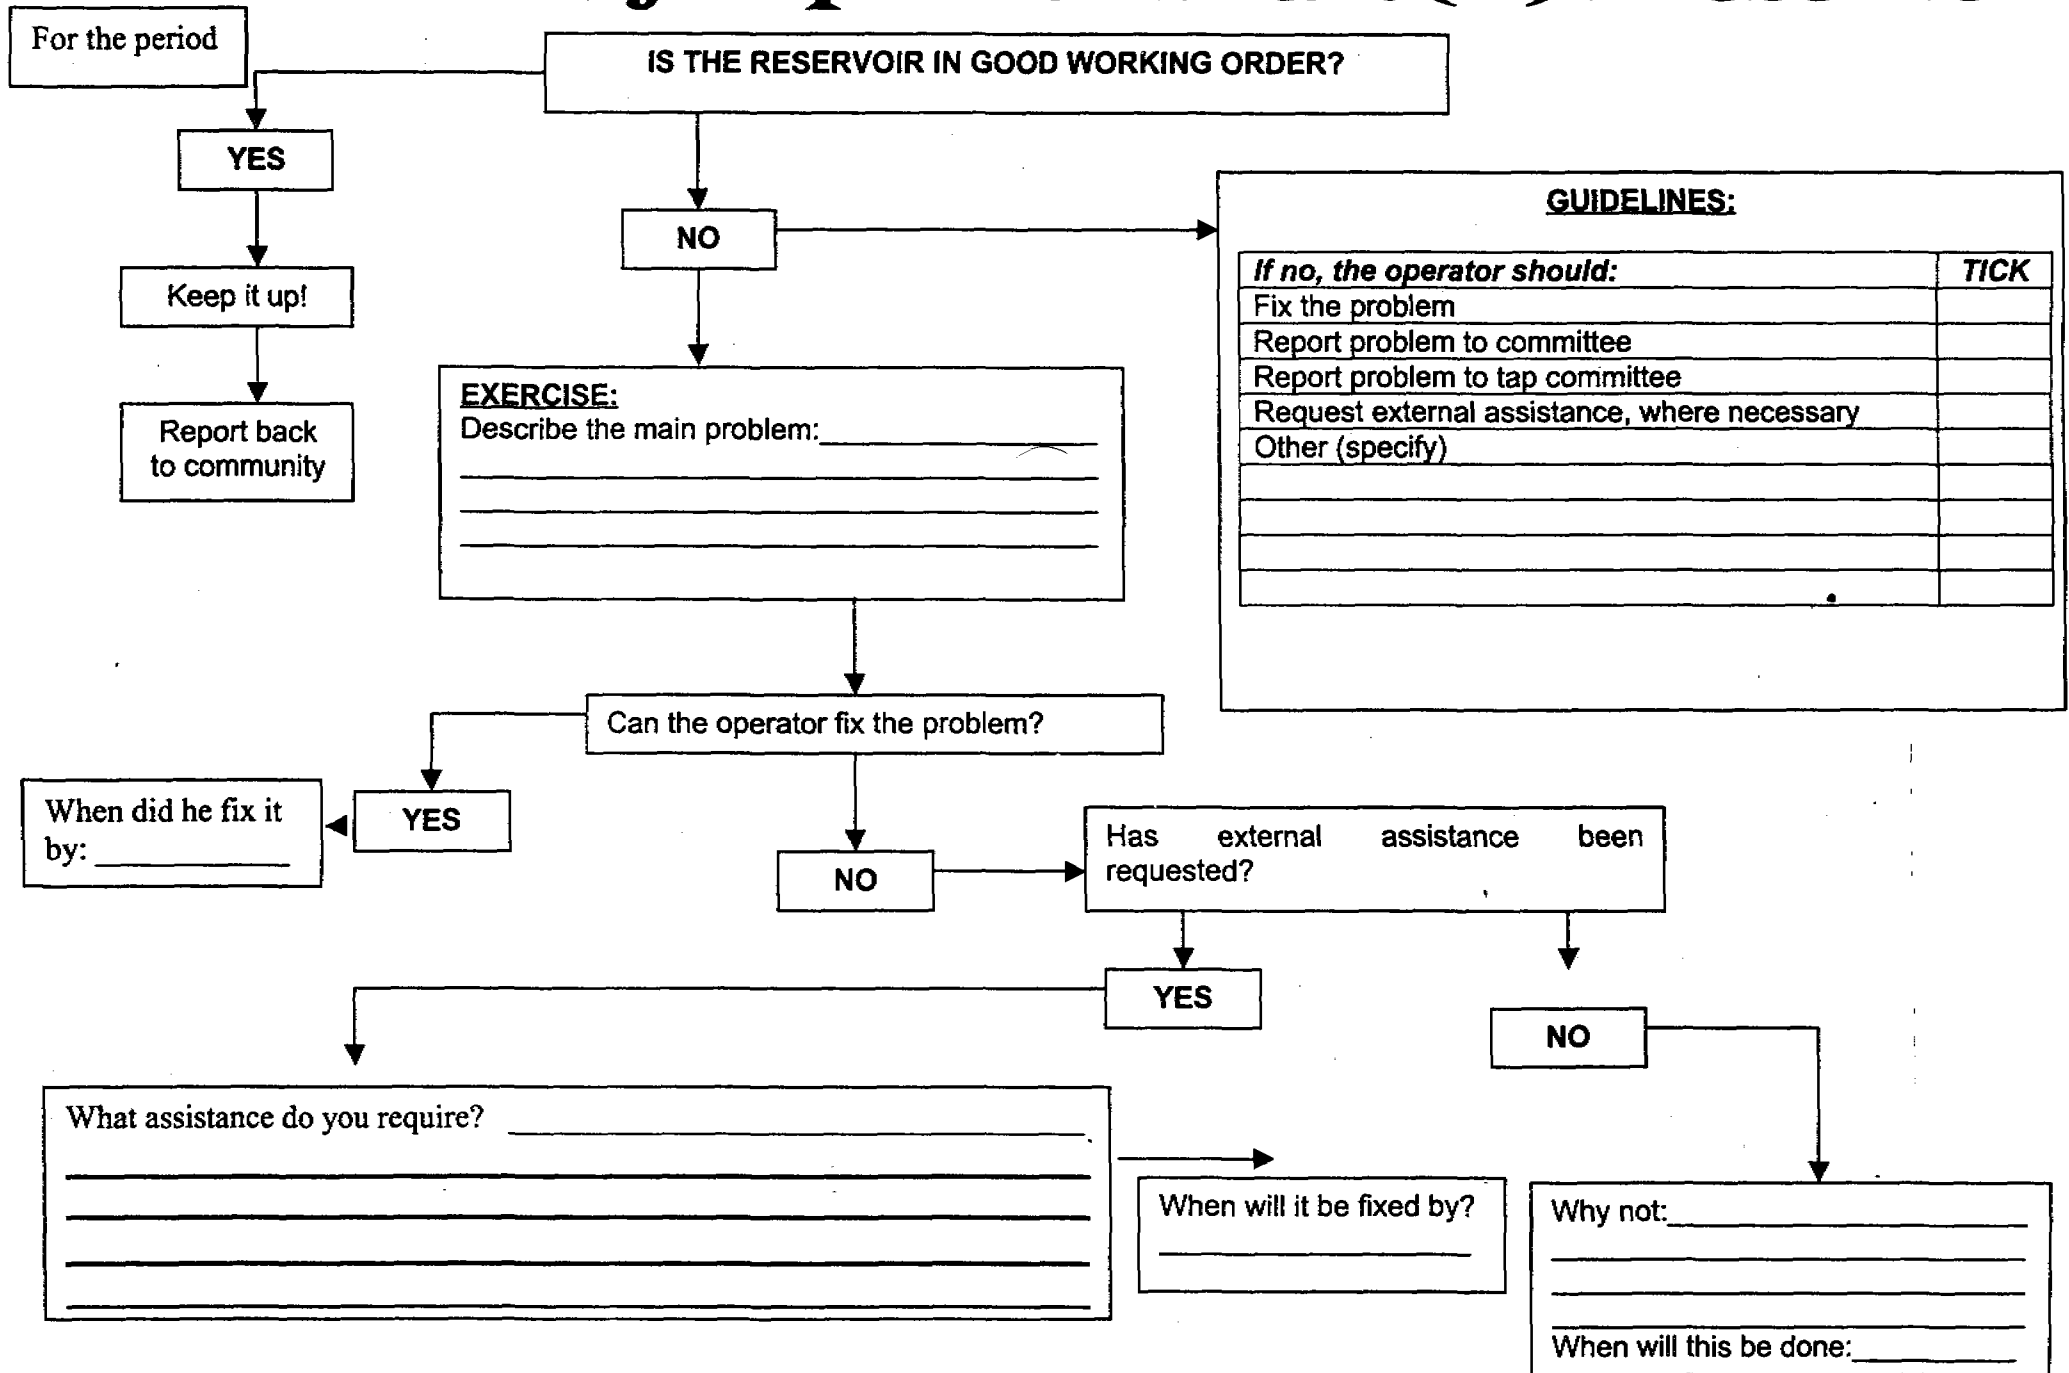 For the period
IS THE RESERVOIR IN GOOD WORKING ORDER?
YES
NO
Keep it up!
Report back
to community
GUIDELINES:
If no, the operator should: TICK
Fix the problem
Report problem to committee
Report problem to tap committee
Request external assistance, where necessary
Other (specify)
EXERCISE:
Describe the main problem:
Can the operator fix the problem?
YES
When did he fix it
by:
NO
Has external assistance been
requested?
YES
NO
What assistance do you require?
When will it be fixed by?
Why not:
When will this be done: